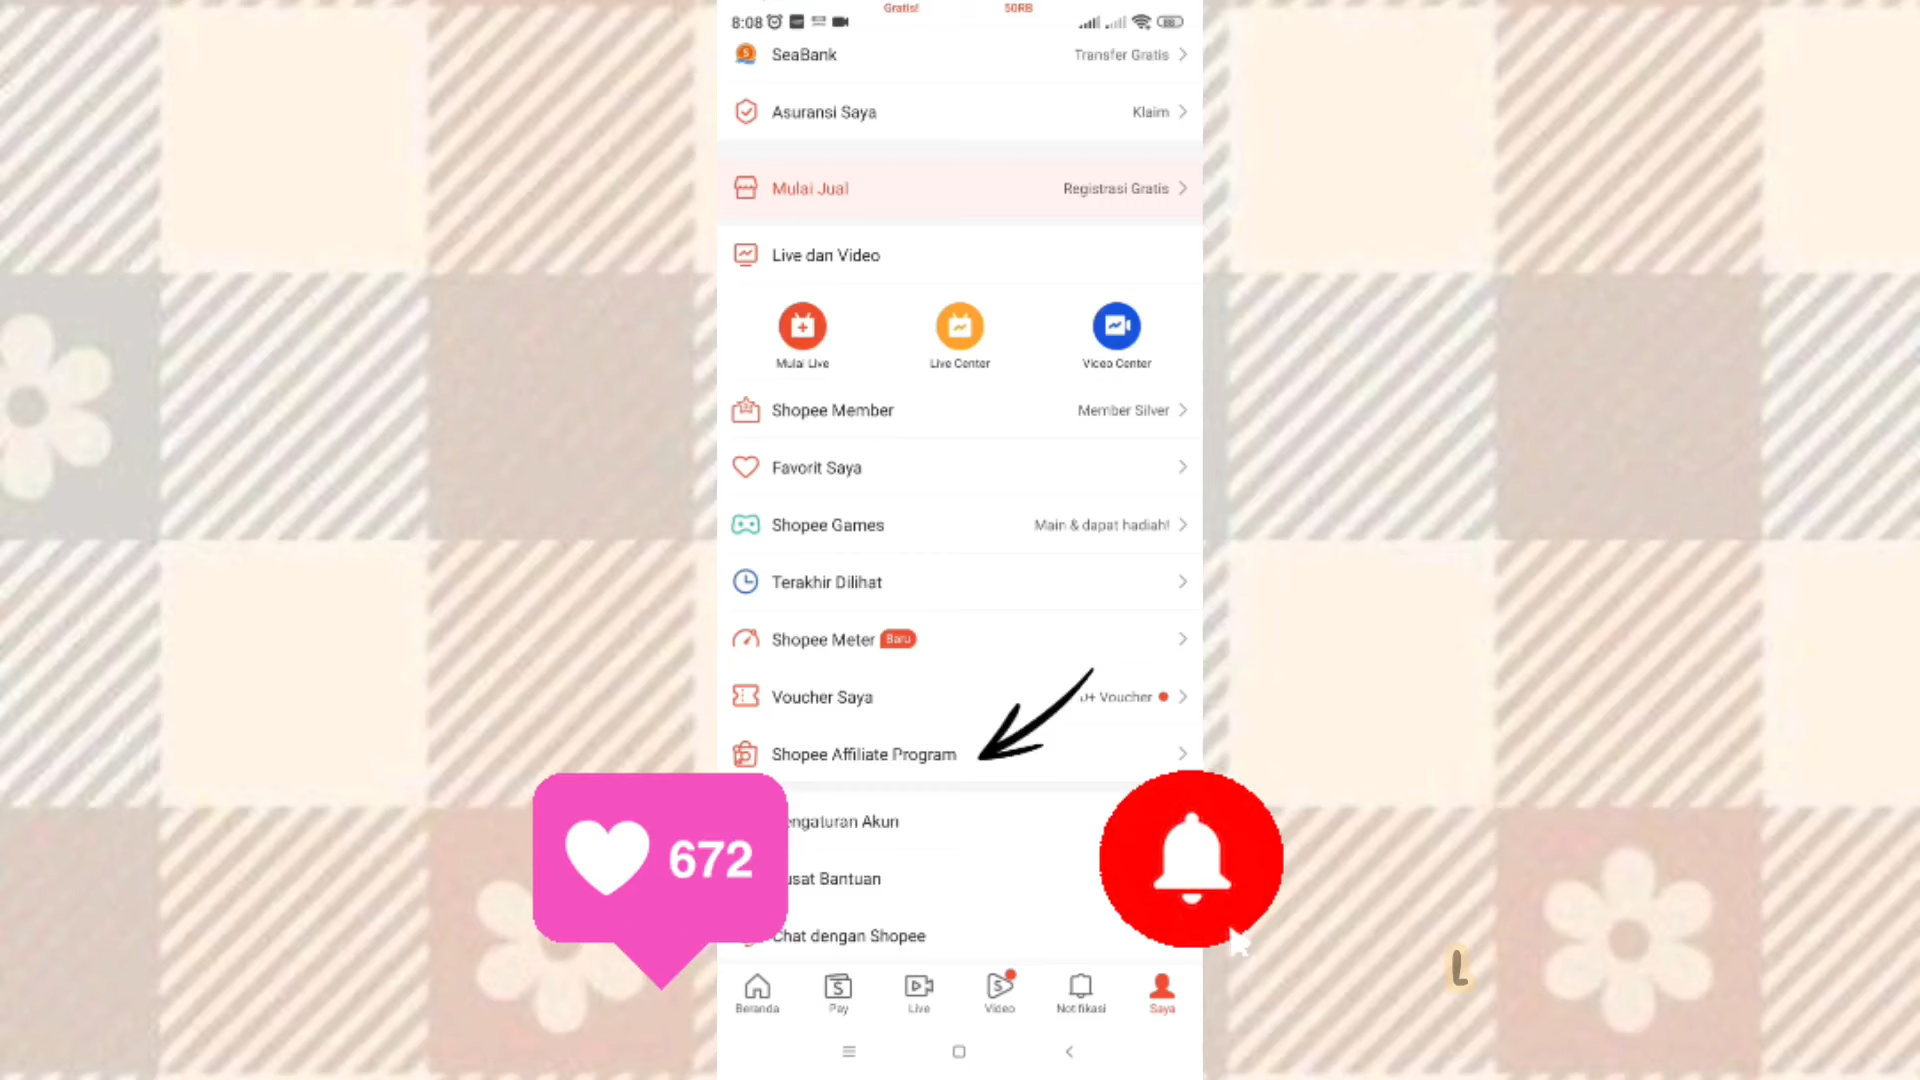 Gratis! 50RB
8:08
SeaBank Transfer Gratis
Asuransi Saya Klaim
Mulai Jual Registrasi Gratis
Live dan Video
Mulai Live Live Center Video Center
Shopee Member Member Silver
Favorit Saya
Shopee Games Main & dapat hadiah!
Terakhir Dilihat
Shopee Meter Baru
Voucher Saya Voucher
Shopee Affiliate Program
engaturan Akun
672
usat Bantuan
Chat dengan Shopee
L
Beranda Pay Live Video Notifikasi Saya